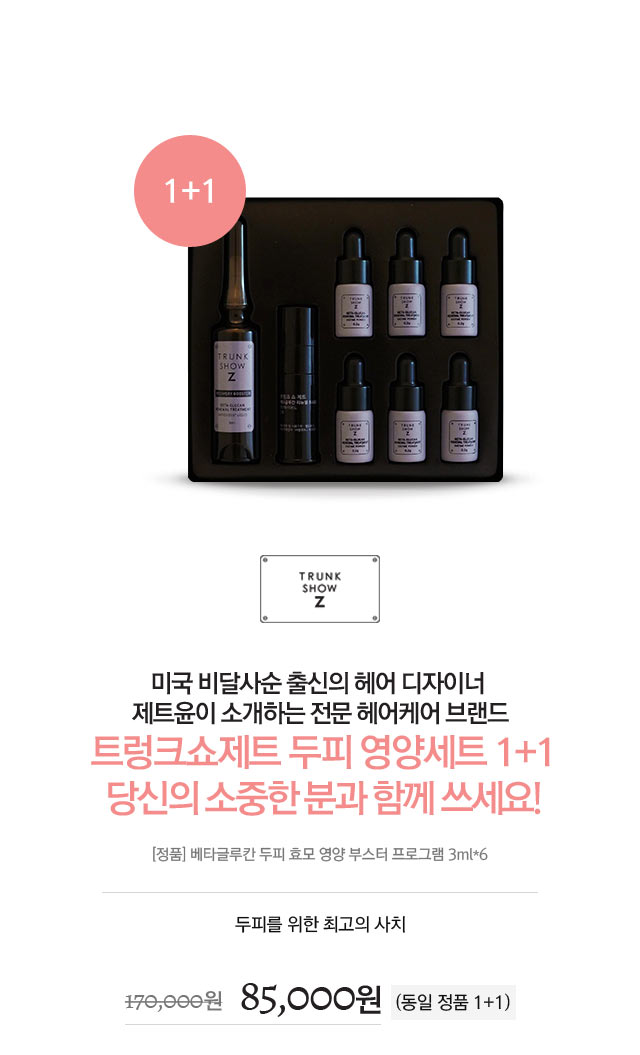 1+1
TRUNK
SHOW
Z
BETA-GLUCAN
RENEWAL TREATMENT
TRUNK
SHOW
Z
미국 비달사순 출신의 헤어 디자이너
제트윤이 소개하는 전문 헤어케어 브랜드
트렁크쇼제트 두피 영양세트 1+1
당신의 소중한 분과 함께 쓰세요!
[정품] 베타글루칸 두피 효모 영양 부스터 프로그램 3ml*6
두피를 위한 최고의 사치
170,000원 85,000원 (동일 정품 1+1)